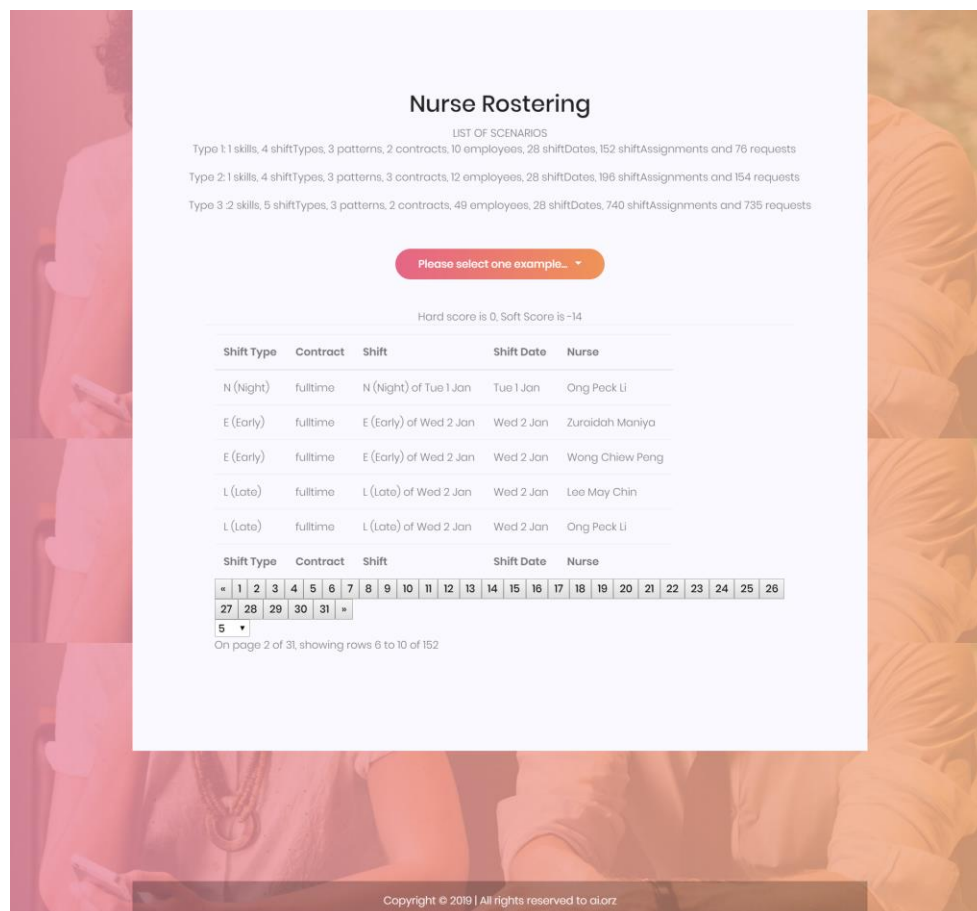 Nurse Rostering
LIST OF SCENARIOS
Type 1: 1 skills, 4 shiftTypes, 3 patterns, 2 contracts, 10 employees, 28 shiftDates, 152 shiftAssignments and 76 requests
Type 2: 1 skills, 4 shiftTypes, 3 patterns, 3 contracts, 12 employees, 28 shiftDates, 196 shiftAssignments and 154 requests
Type 3 :2 skills, 5 shiftTypes, 3 patterns, 2 contracts, 49 employees, 28 shiftDates, 740 shiftAssignments and 735 requests
Please select one example...
Hard score is 0, Soft Score is -14
Shift Type Contract Shift Shift Date Nurse
N (Night) fulltime N (Night) of Tue 1 Jan Tue 1 Jan Ong Peck Li
E (Early) fulltime E (Early) of Wed 2 Jan Wed 2 Jan Zuraidah Maniya
E (Early) fulltime E (Early) of Wed 2 Jan Wed 2 Jan Wong Chiew Peng
L (Late) fulltime L (Late) of Wed 2 Jan Wed 2 Jan Lee May Chin
L (Late) fulltime L (Late) of Wed 2 Jan Wed 2 Jan Ong Peck Li
Shift Type Contract Shift Shift Date Nurse
« 1 2 3 4 5 6 7 8 9 10 11 12 13 14 15 16 17 18 19 20 21 22 23 24 25 26
27 28 29 30 31 »
5
On page 2 of 31, showing rows 6 to 10 of 152
Copyright © 2019 | All rights reserved to ai.orz